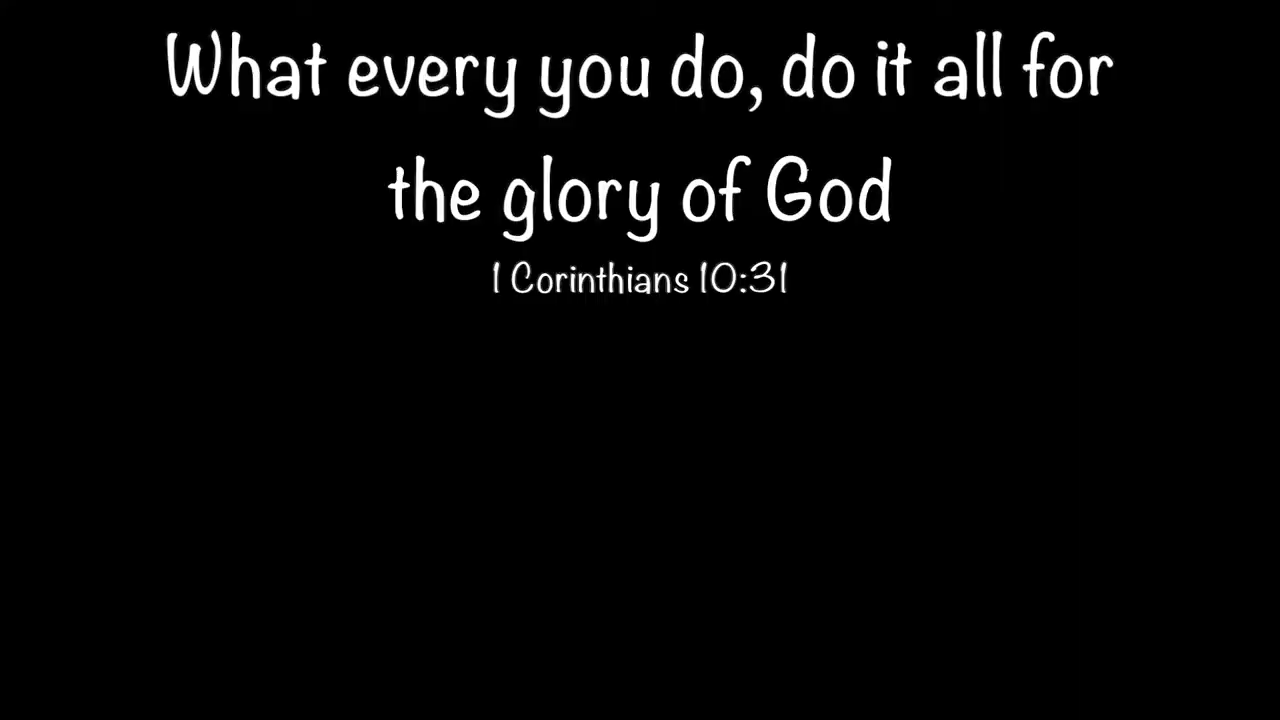 What every you do, do it all for
the glory of God
1 Corinthians 10:31